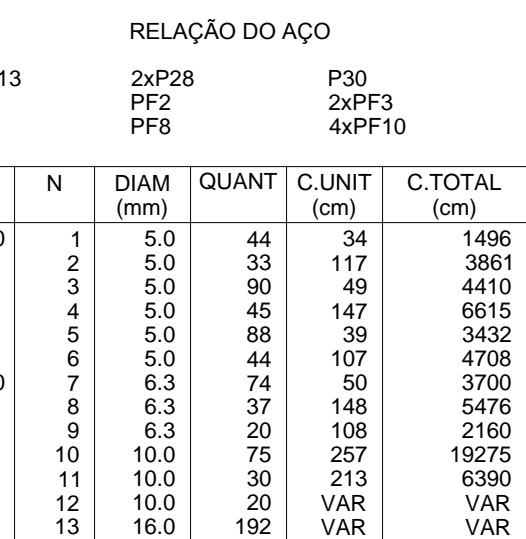 RELAÇÃO DO AÇO
13 2xP28 P30
PF2 2xPF3
PF8 4xPF10
N DIAM QUANT C.UNIT C.TOTAL
(mm) (cm) (cm)
0 1 5.0 44 34 1496
2 5.0 33 117 3861
3 5.0 90 49 4410
4 5.0 45 147 6615
5 5.0 88 39 3432
6 5.0 44 107 4708
0 7 6.3 74 50 3700
8 6.3 37 148 5476
9 6.3 20 108 2160
10 10.0 75 257 19275
11 10.0 30 213 6390
12 10.0 20 VAR VAR
13 16.0 192 VAR VAR